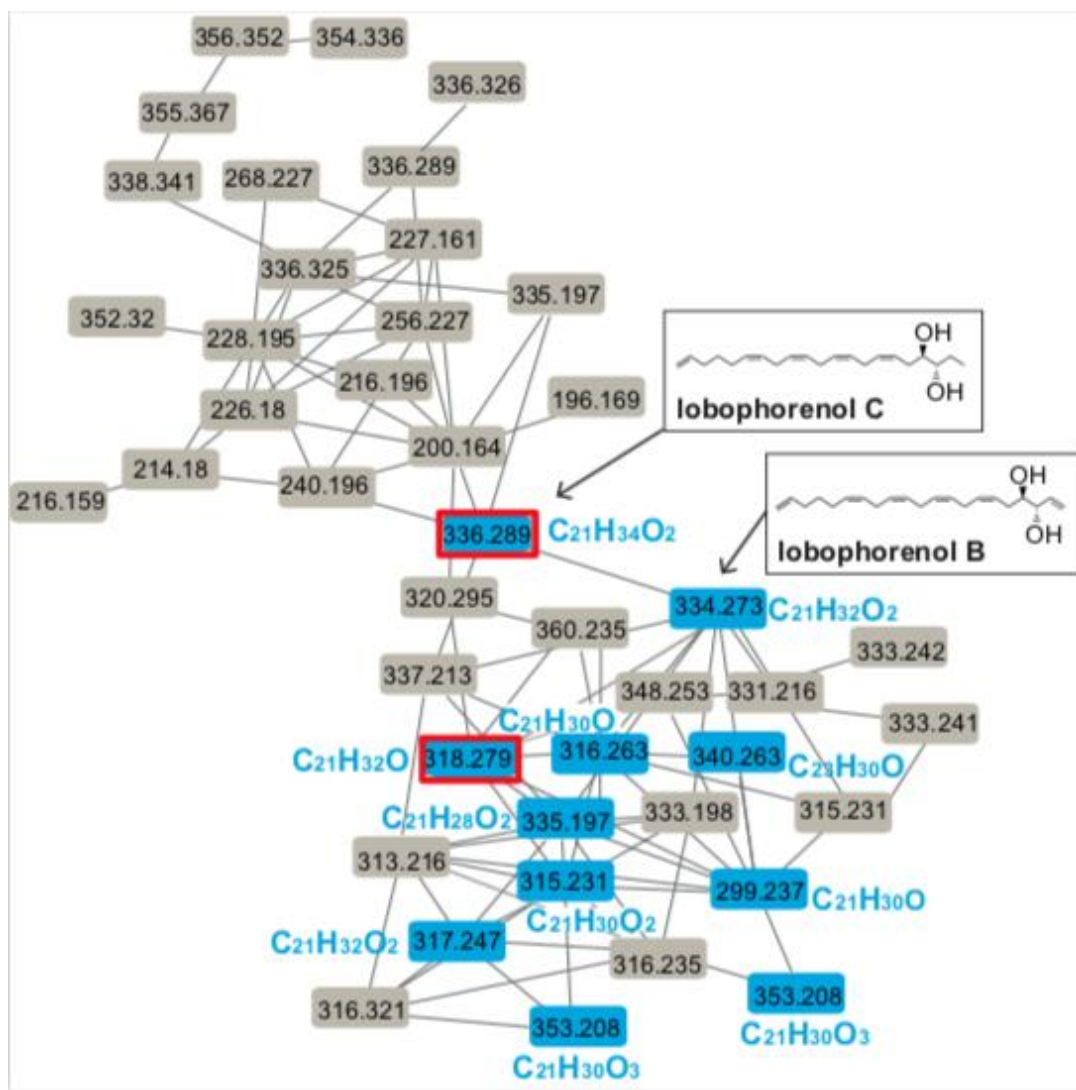 356.352
354.336
336.326
355.367
336.289
338.341
268.227
227.161
336.325
335.197
352.32
256.227
228.195
216.196
196.169
226.18
200.164
214.18
240.196
216.159
OH
OH
lobophorenol C
OH
OH
lobophorenol B
336.289
C21H34O2
320.295
334.273
C21H32O2
360.235
333.242
337.213
348.253
331.216
333.241
C21H30O
C21H32O
318.279
316.263
340.263
C23H30O
C21H28O2
335.197
333.198
315.231
313.216
315.231
299.237
C21H30O
C21H30O2
C21H32O2
317.247
316.235
353.208
316.321
353.208
C21H30O3
C21H30O3